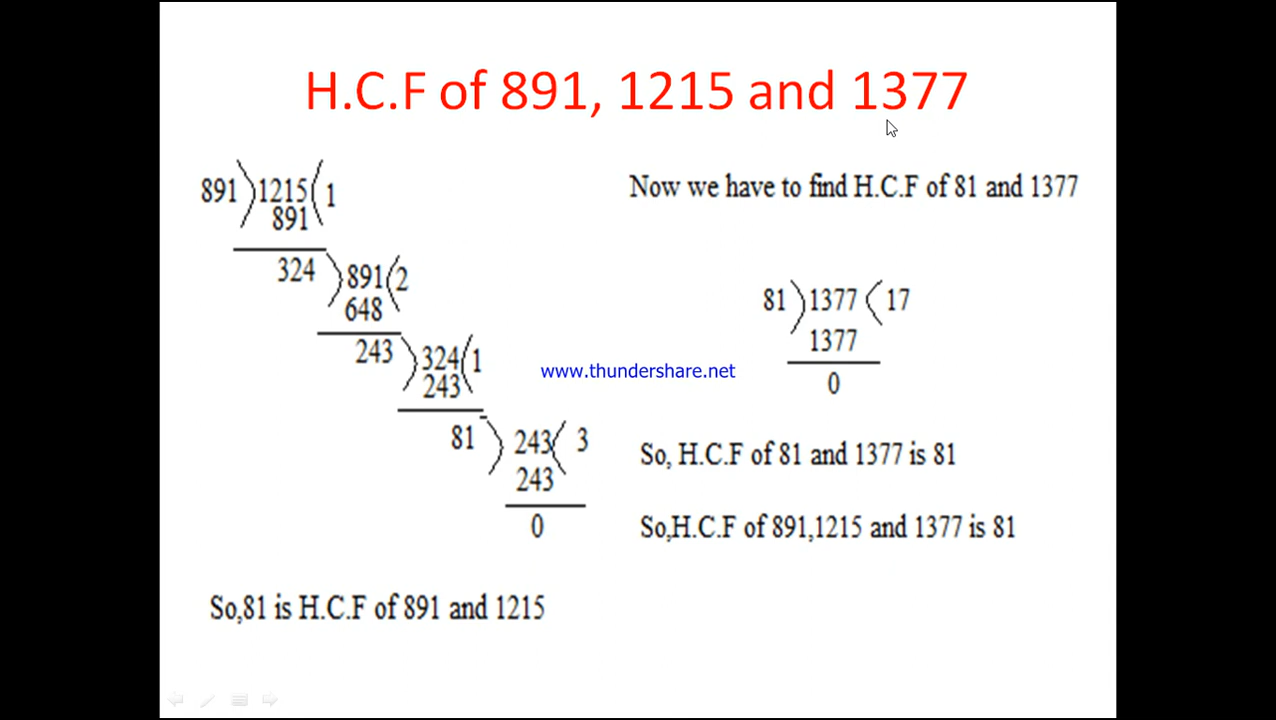 H.C.F of 891, 1215 and 1377
891 ) 1215 ( 1
891
324 ) 891 ( 2
648
243 ) 324 ( 1
243
81 ) 243 ( 3
243
0
So,81 is H.C.F of 891 and 1215
Now we have to find H.C.F of 81 and 1377
81 ) 1377 ( 17
1377
0
www.thundershare.net
So, H.C.F of 81 and 1377 is 81
So,H.C.F of 891,1215 and 1377 is 81